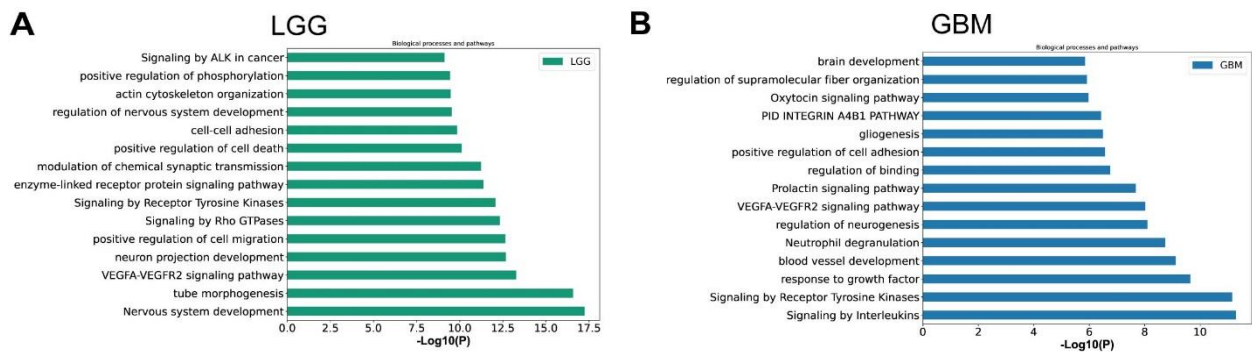 A
LGG
Biological processes and pathways
LGG
Signaling by ALK in cancer
positive regulation of phosphorylation
actin cytoskeleton organization
regulation of nervous system development
cell-cell adhesion
positive regulation of cell death
modulation of chemical synaptic transmission
enzyme-linked receptor protein signaling pathway
Signaling by Receptor Tyrosine Kinases
Signaling by Rho GTPases
positive regulation of cell migration
neuron projection development
VEGFA-VEGFR2 signaling pathway
tube morphogenesis
Nervous system development
0.0 2.5 5.0 7.5 10.0 12.5 15.0 17.5
-Log10(P)
B
GBM
Biological processes and pathways
GBM
brain development
regulation of supramolecular fiber organization
Oxytocin signaling pathway
PID INTEGRIN A4B1 PATHWAY
gliogenesis
positive regulation of cell adhesion
regulation of binding
Prolactin signaling pathway
VEGFA-VEGFR2 signaling pathway
regulation of neurogenesis
Neutrophil degranulation
blood vessel development
response to growth factor
Signaling by Receptor Tyrosine Kinases
Signaling by Interleukins
0 2 4 6 8 10
-Log10(P)